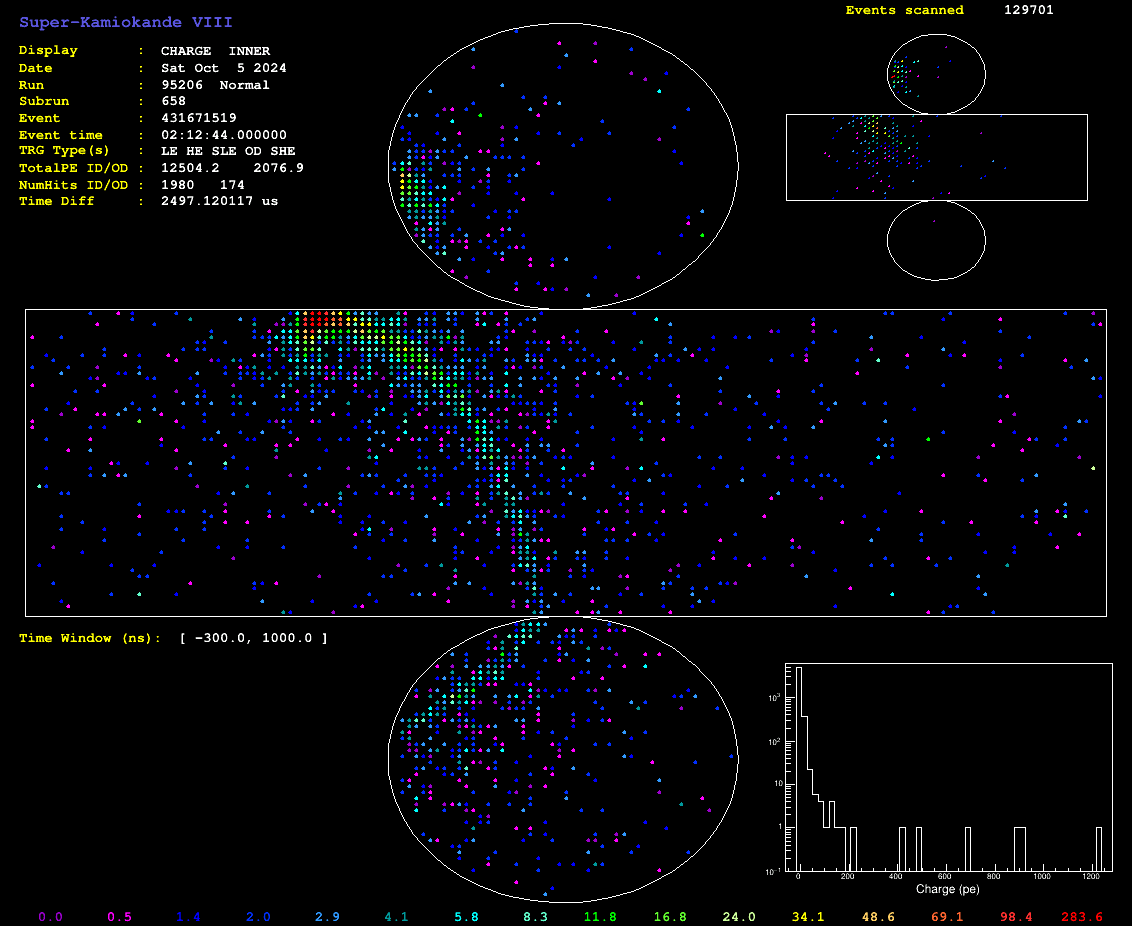 Super-Kamiokande VIII
Events scanned 129701
Display : CHARGE INNER
Date : Sat Oct 5 2024
Run : 95206 Normal
Subrun : 658
Event : 431671519
Event time : 02:12:44.000000
TRG Type(s) : LE HE SLE OD SHE
TotalPE ID/OD : 12504.2 2076.9
NumHits ID/OD : 1980 174
Time Diff : 2497.120117 us
Time Window (ns): [ -300.0, 1000.0 ]
10^3
10^2
10
1
10^-1
0 200 400 600 800 1000 1200
Charge (pe)
0.0 0.5 1.4 2.0 2.9 4.1 5.8 8.3 11.8 16.8 24.0 34.1 48.6 69.1 98.4 283.6